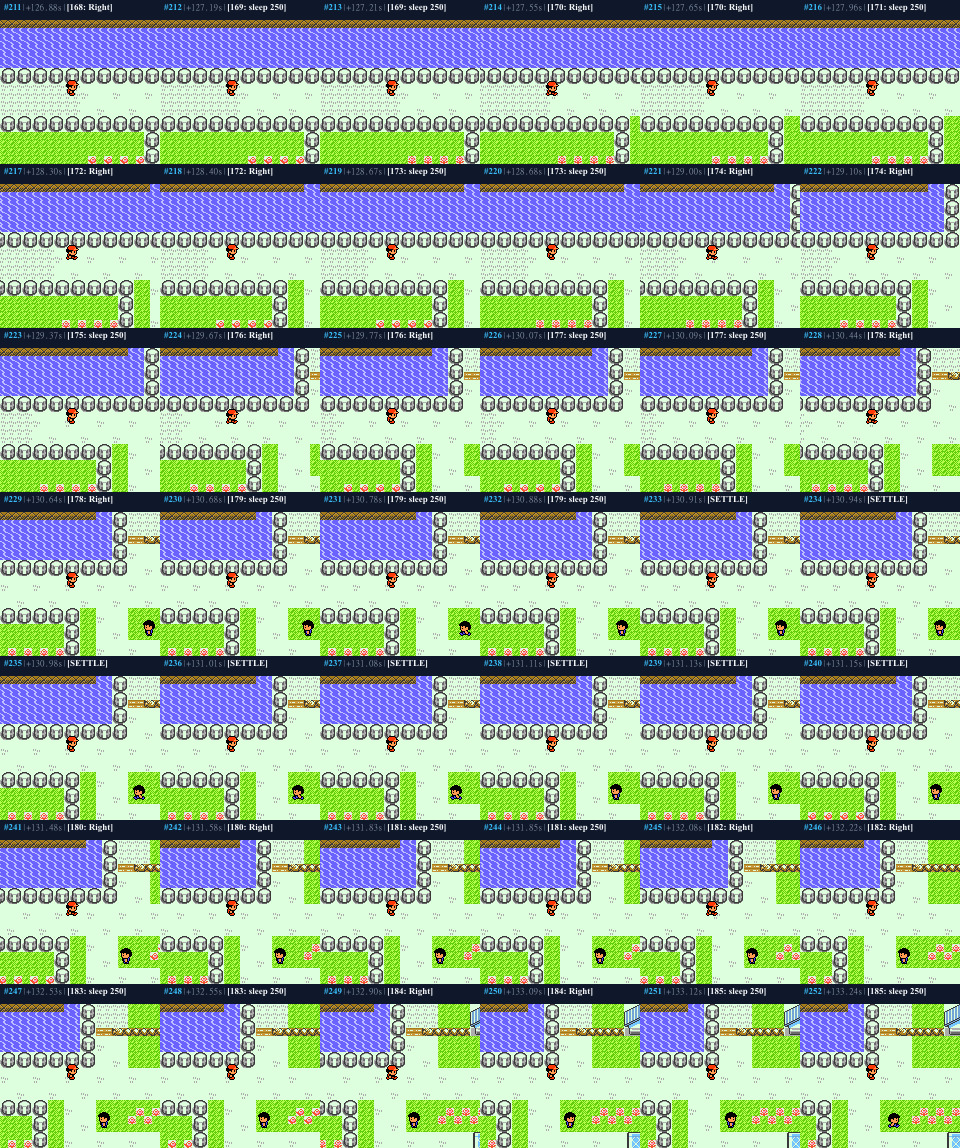 #211|+126.88s|[168: Right] #212|+127.19s|[169: sleep 250] #213|+127.21s|[169: sleep 250] #214|+127.55s|[170: Right] #215|+127.65s|[170: Right] #216|+127.96s|[171: sleep 250]
#217|+128.30s|[172: Right] #218|+128.40s|[172: Right] #219|+128.67s|[173: sleep 250] #220|+128.68s|[173: sleep 250] #221|+129.00s|[174: Right] #222|+129.10s|[174: Right]
#223|+129.37s|[175: sleep 250] #224|+129.67s|[176: Right] #225|+129.77s|[176: Right] #226|+130.07s|[177: sleep 250] #227|+130.09s|[177: sleep 250] #228|+130.44s|[178: Right]
#229|+130.64s|[178: Right] #230|+130.68s|[179: sleep 250] #231|+130.78s|[179: sleep 250] #232|+130.88s|[179: sleep 250] #233|+130.91s|[SETTLE] #234|+130.94s|[SETTLE]
#235|+130.98s|[SETTLE] #236|+131.01s|[SETTLE] #237|+131.08s|[SETTLE] #238|+131.11s|[SETTLE] #239|+131.13s|[SETTLE] #240|+131.15s|[SETTLE]
#241|+131.48s|[180: Right] #242|+131.58s|[180: Right] #243|+131.83s|[181: sleep 250] #244|+131.85s|[181: sleep 250] #245|+132.08s|[182: Right] #246|+132.22s|[182: Right]
#247|+132.53s|[183: sleep 250] #248|+132.55s|[183: sleep 250] #249|+132.90s|[184: Right] #250|+133.09s|[184: Right] #251|+133.12s|[185: sleep 250] #252|+133.24s|[185: sleep 250]